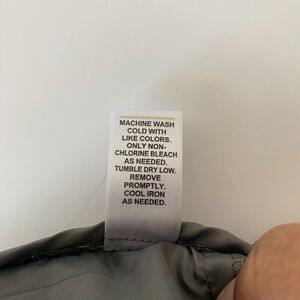 MACHINE WASH
COLD WITH
LIKE COLORS.
ONLY NON-
CHLORINE BLEACH
AS NEEDED.
TUMBLE DRY LOW.
REMOVE
PROMPTLY.
COOL IRON
AS NEEDED.